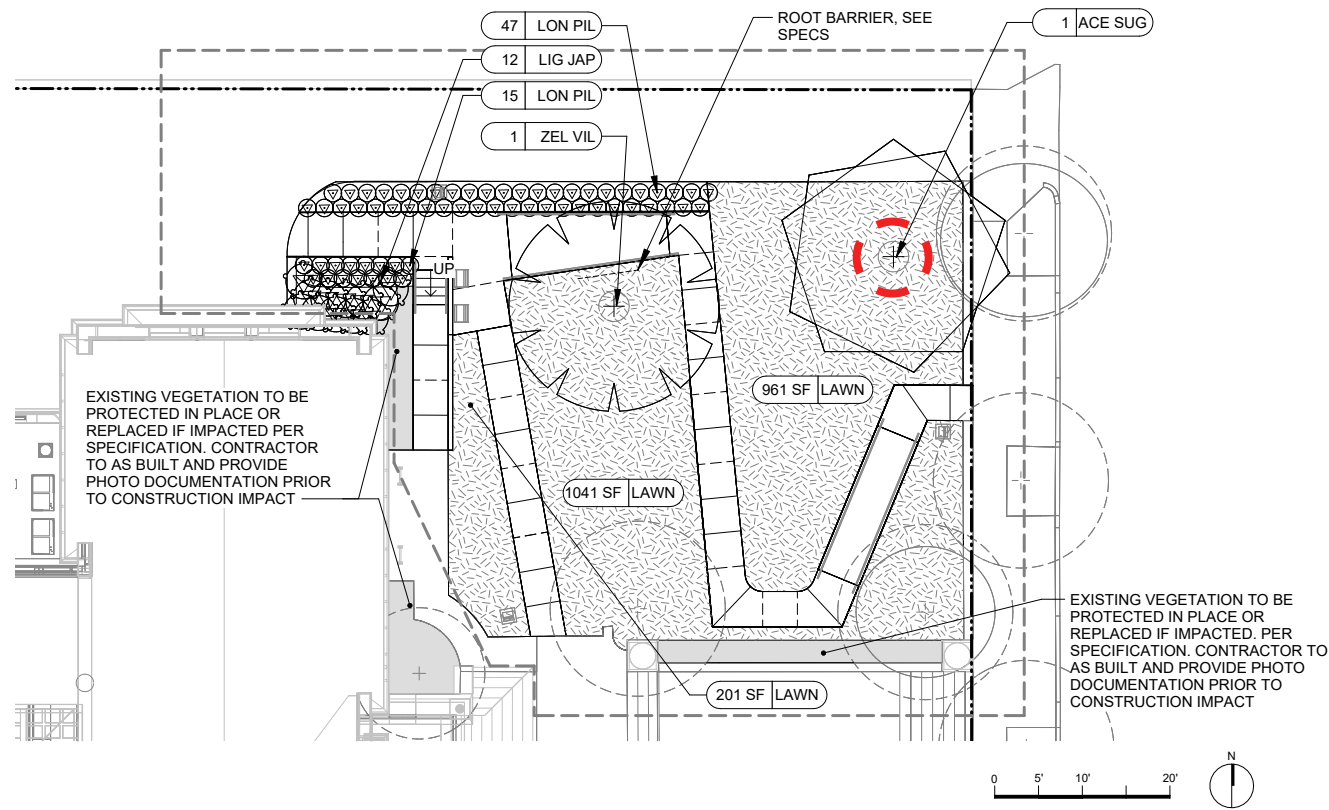 47 LON PIL
12 LIG JAP
15 LON PIL
1 ZEL VIL
ROOT BARRIER, SEE
SPECS
1 ACE SUG
UP
EXISTING VEGETATION TO BE
PROTECTED IN PLACE OR
REPLACED IF IMPACTED PER
SPECIFICATION. CONTRACTOR
TO AS BUILT AND PROVIDE
PHOTO DOCUMENTATION PRIOR
TO CONSTRUCTION IMPACT
961 SF LAWN
1041 SF LAWN
201 SF LAWN
EXISTING VEGETATION TO BE
PROTECTED IN PLACE OR
REPLACED IF IMPACTED. PER
SPECIFICATION. CONTRACTOR TO
AS BUILT AND PROVIDE PHOTO
DOCUMENTATION PRIOR TO
CONSTRUCTION IMPACT
0 5' 10' 20'
N